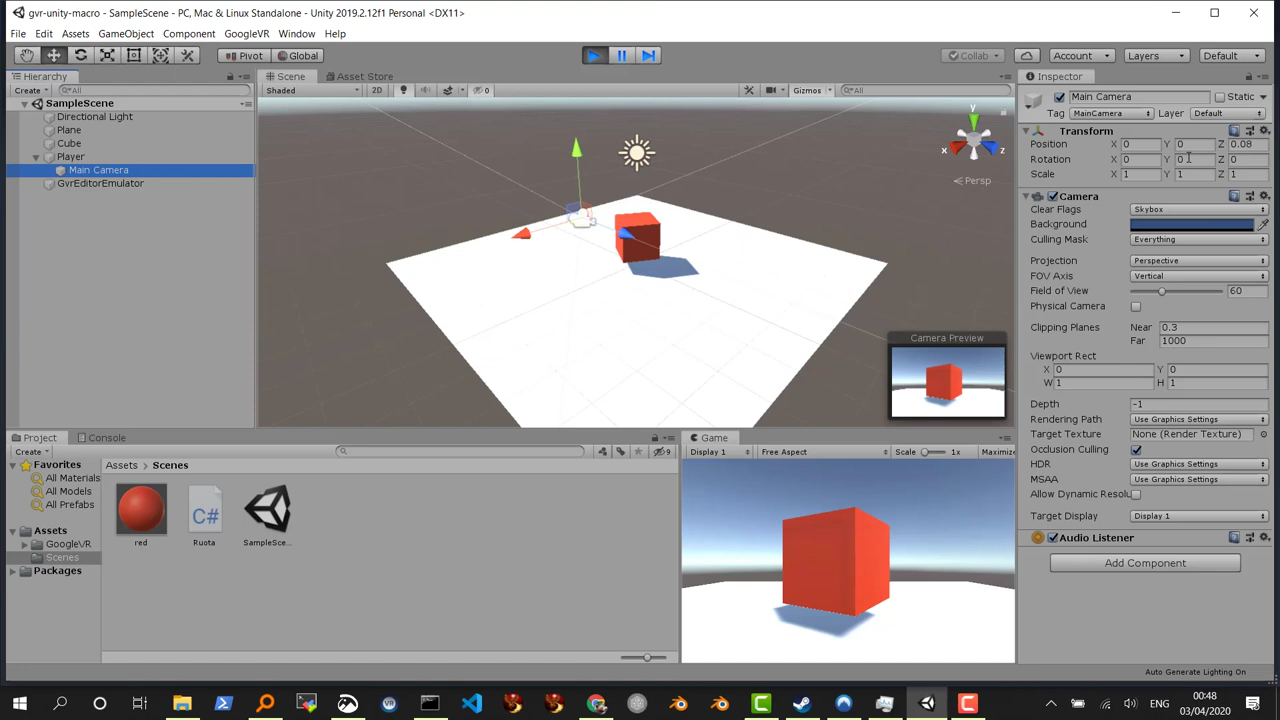 gvr-unity-macro - SampleScene - PC, Mac & Linux Standalone - Unity 2019.2.12f1 Personal <DX11>
File Edit Assets GameObject Component GoogleVR Window Help
Pivot Global Collab Account Layers Default
Hierarchy Scene Asset Store Inspector
Create All Shaded 2D 0 Gizmos All
SampleScene
Directional Light
Plane
Cube
Player
Main Camera
GvrEditorEmulator
y
x z
Persp
Camera Preview
Main Camera Static
Tag MainCamera Layer Default
Transform
Position X 0 Y 0 Z 0.08
Rotation X 0 Y 0 Z 0
Scale X 1 Y 1 Z 1
Camera
Clear Flags Skybox
Background
Culling Mask Everything
Projection Perspective
FOV Axis Vertical
Field of View 60
Physical Camera
Clipping Planes Near 0.3
Far 1000
Viewport Rect
X 0 Y 0
W 1 H 1
Depth -1
Rendering Path Use Graphics Settings
Target Texture None (Render Texture)
Occlusion Culling
HDR Use Graphics Settings
MSAA Use Graphics Settings
Allow Dynamic Resolu
Target Display Display 1
Audio Listener
Add Component
Project Console
Create 9
Favorites
All Materials
All Models
All Prefabs
Assets
GoogleVR
Scenes
Packages
Assets Scenes
C#
red Ruota SampleSce...
Game
Display 1 Free Aspect Scale 1x Maximize
Auto Generate Lighting On
VR
ENG 00:48
03/04/2020